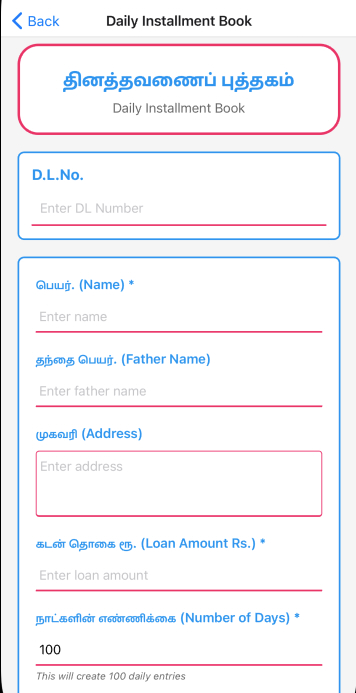 Back
Daily Installment Book
தினத்தவணைப் புத்தகம்
Daily Installment Book
D.L.No.
Enter DL Number
பெயர். (Name) *
Enter name
தந்தை பெயர். (Father Name)
Enter father name
முகவரி (Address)
Enter address
கடன் தொகை ரூ. (Loan Amount Rs.) *
Enter loan amount
நாட்களின் எண்ணிக்கை (Number of Days) *
100
This will create 100 daily entries